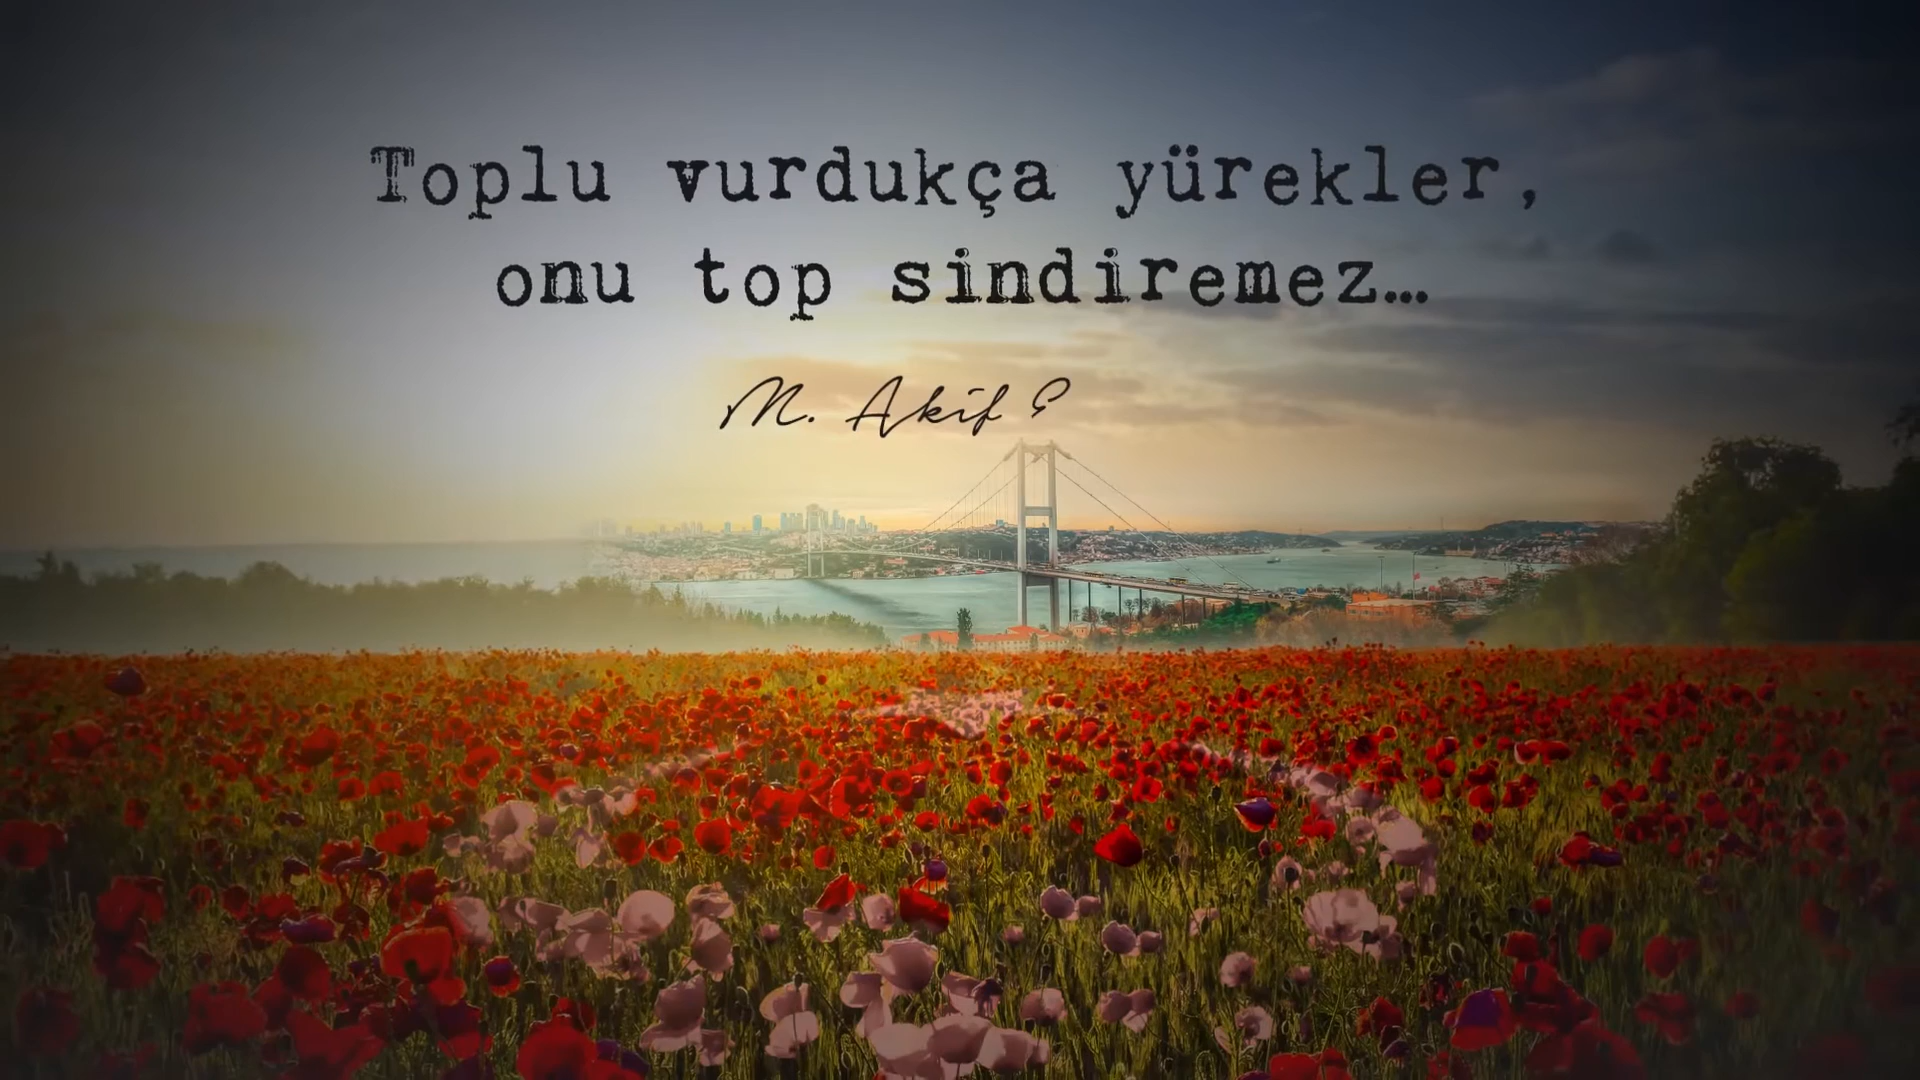 Toplu vurdukça yürekler,
onu top sindiremez…
M. Akif